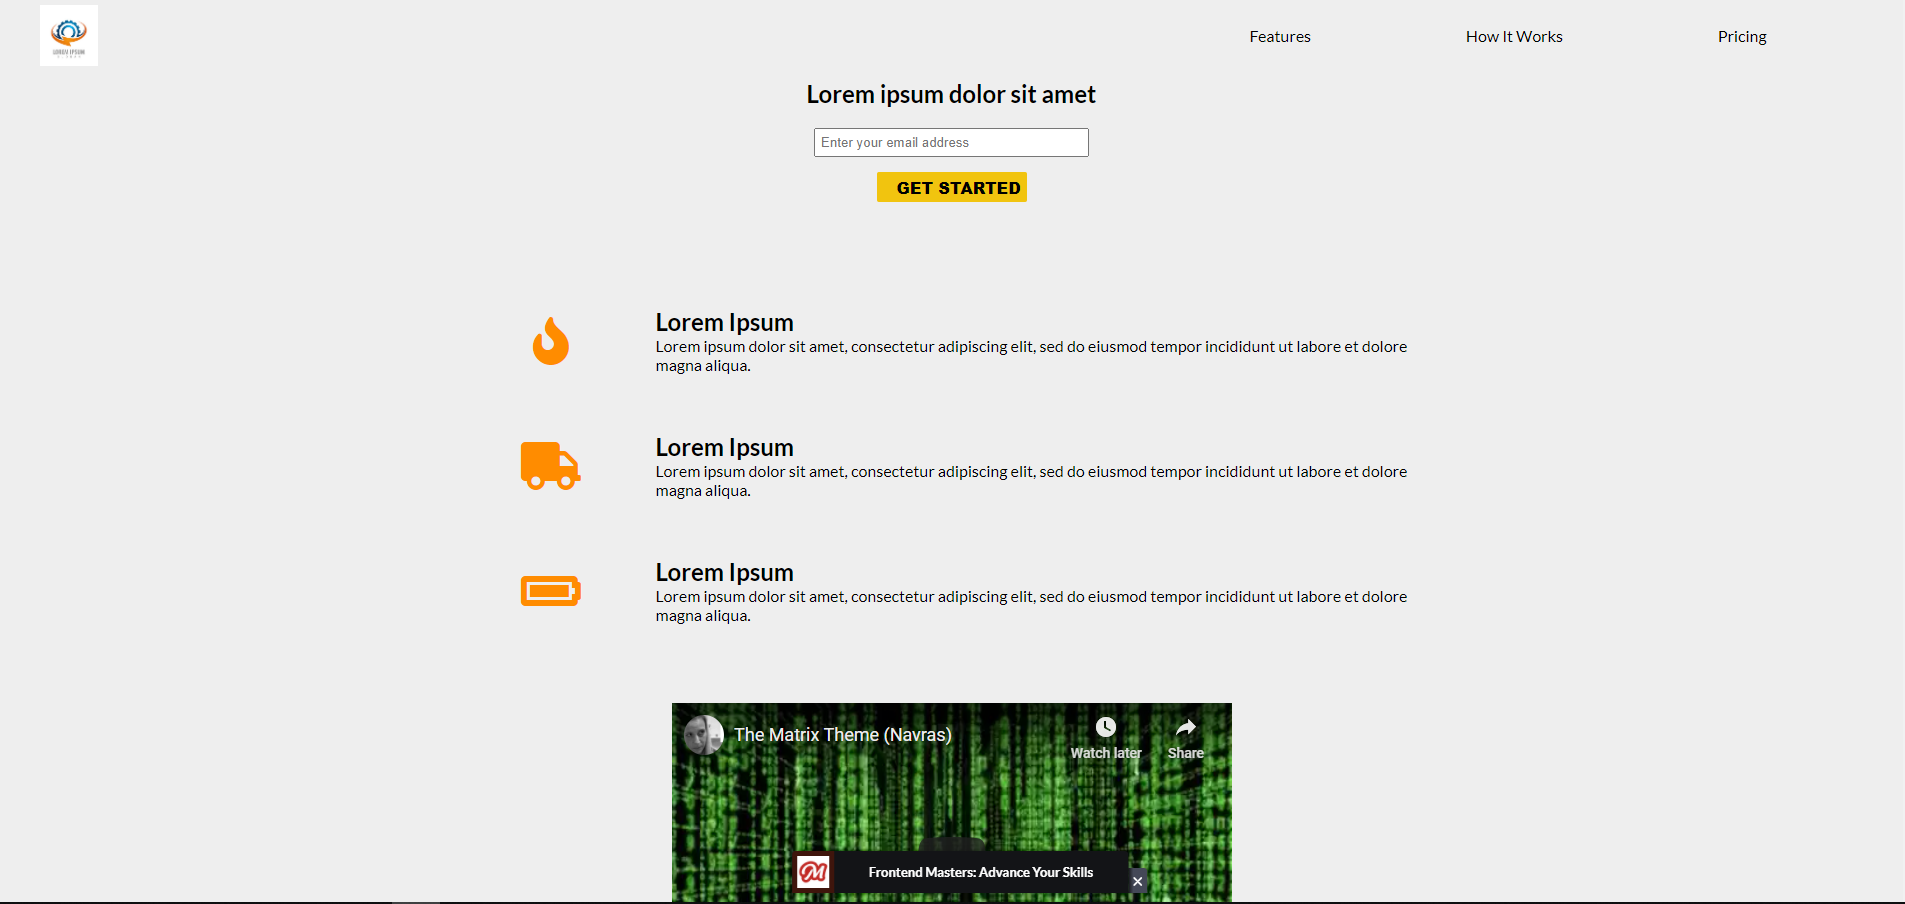 LOREM IPSUM
Features
How It Works
Pricing
Lorem ipsum dolor sit amet
Enter your email address
GET STARTED
Lorem Ipsum
Lorem ipsum dolor sit amet, consectetur adipiscing elit, sed do eiusmod tempor incididunt ut labore et dolore
magna aliqua.
Lorem Ipsum
Lorem ipsum dolor sit amet, consectetur adipiscing elit, sed do eiusmod tempor incididunt ut labore et dolore
magna aliqua.
Lorem Ipsum
Lorem ipsum dolor sit amet, consectetur adipiscing elit, sed do eiusmod tempor incididunt ut labore et dolore
magna aliqua.
The Matrix Theme (Navras)
Watch later
Share
Frontend Masters: Advance Your Skills